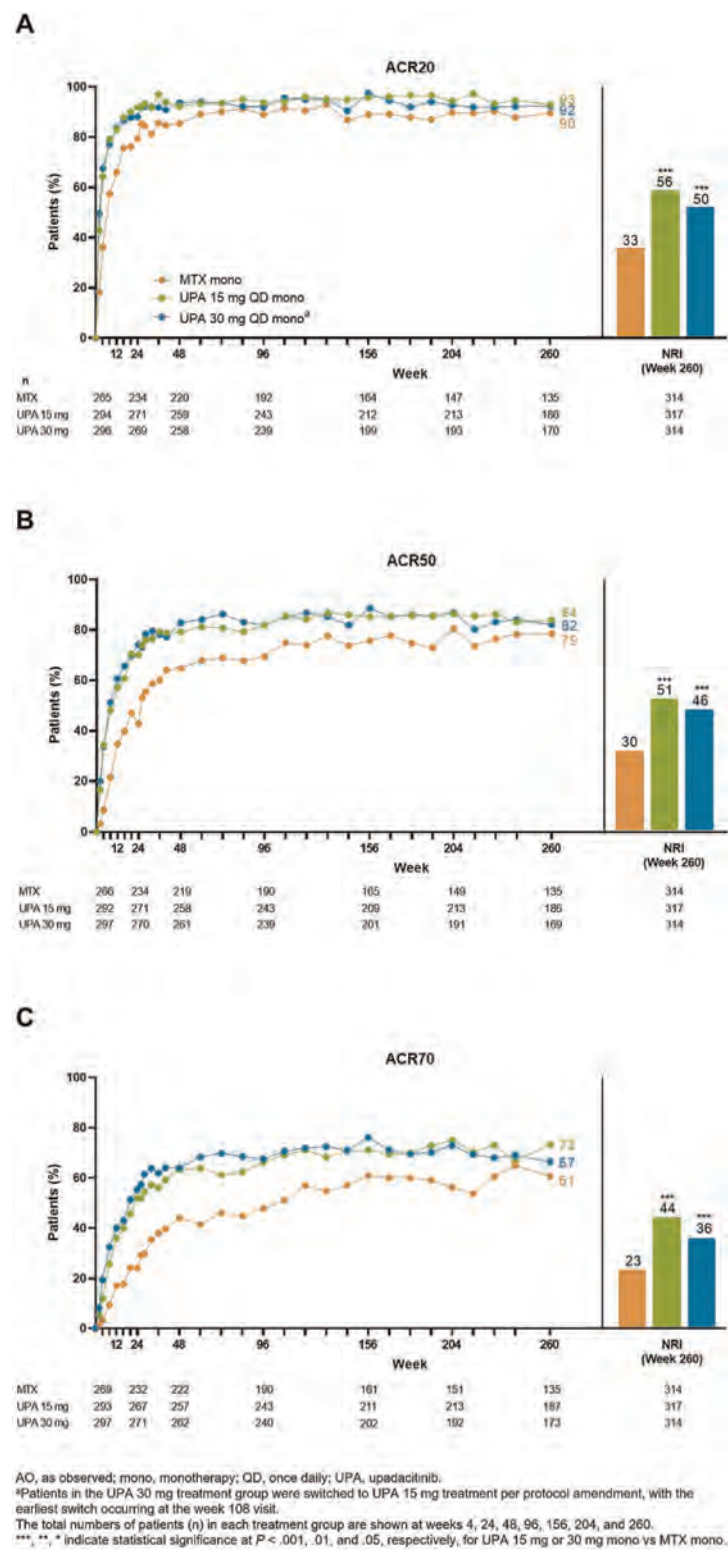 A
ACR20
100
80
60
40
20
0
Patients (%)
93
92
90
MTX mono
UPA 15 mg QD mono
UPA 30 mg QD monoᵃ
12 24 48 96 156 204 260
Week
33
***
56
***
50
NRI
(Week 260)
n
MTX 265 234 220 192 164 147 135 314
UPA 15 mg 294 271 259 243 212 213 186 317
UPA 30 mg 296 269 258 239 199 193 170 314
B
ACR50
100
80
60
40
20
0
Patients (%)
84
82
79
12 24 48 96 156 204 260
Week
30
***
51
***
46
NRI
(Week 260)
MTX 266 234 219 190 165 149 135 314
UPA 15 mg 292 271 258 243 209 213 186 317
UPA 30 mg 297 270 261 239 201 191 169 314
C
ACR70
100
80
60
40
20
0
Patients (%)
73
67
61
12 24 48 96 156 204 260
Week
23
***
44
***
36
NRI
(Week 260)
MTX 269 232 222 190 161 151 135 314
UPA 15 mg 293 267 257 243 211 213 187 317
UPA 30 mg 297 271 262 240 202 192 173 314
AO, as observed; mono, monotherapy; QD, once daily; UPA, upadacitinib.
ᵃPatients in the UPA 30 mg treatment group were switched to UPA 15 mg treatment per protocol amendment, with the
earliest switch occurring at the week 108 visit.
The total numbers of patients (n) in each treatment group are shown at weeks 4, 24, 48, 96, 156, 204, and 260.
***, **, * indicate statistical significance at P < .001, .01, and .05, respectively, for UPA 15 mg or 30 mg mono vs MTX mono.